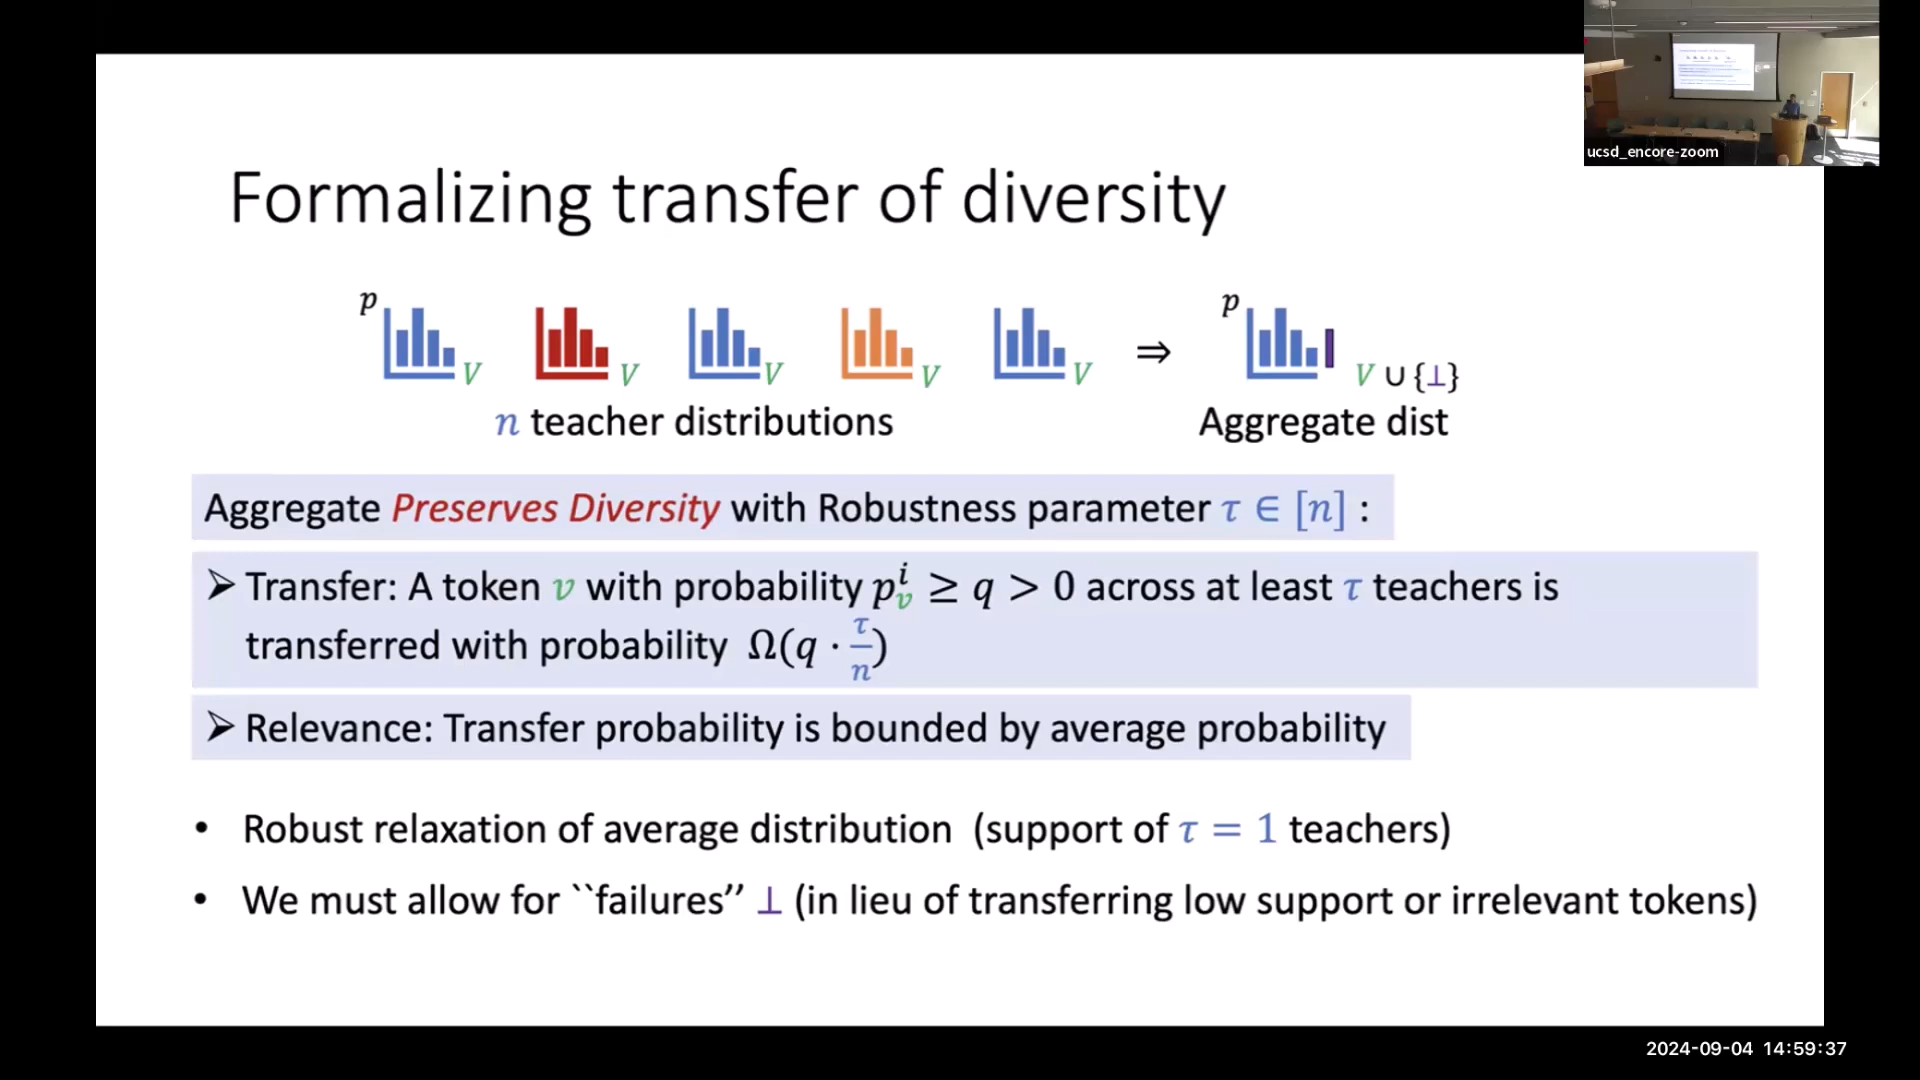 ucsd_encore-zoom
Formalizing transfer of diversity
p V V V V V ⇒ p V ∪ {⊥}
n teacher distributions Aggregate dist
Aggregate Preserves Diversity with Robustness parameter τ ∈ [n] :
➤ Transfer: A token v with probability pᵢᵥ ≥ q > 0 across at least τ teachers is
transferred with probability Ω(q · τ/n)
➤ Relevance: Transfer probability is bounded by average probability
• Robust relaxation of average distribution (support of τ = 1 teachers)
• We must allow for ``failures’’ ⊥ (in lieu of transferring low support or irrelevant tokens)
2024-09-04 14:59:37